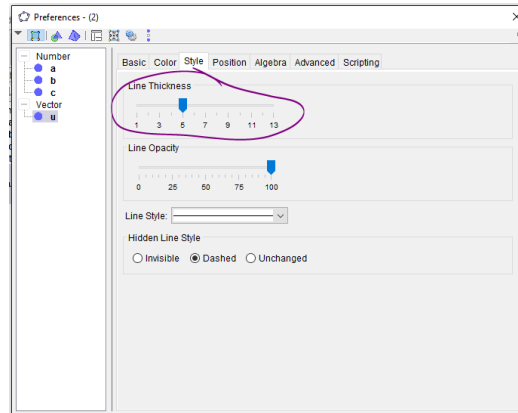 Preferences - (2)
Number
a
b
c
Vector
u
Basic Color Style Position Algebra Advanced Scripting
Line Thickness
1 3 5 7 9 11 13
Line Opacity
0 25 50 75 100
Line Style:
Hidden Line Style
Invisible Dashed Unchanged